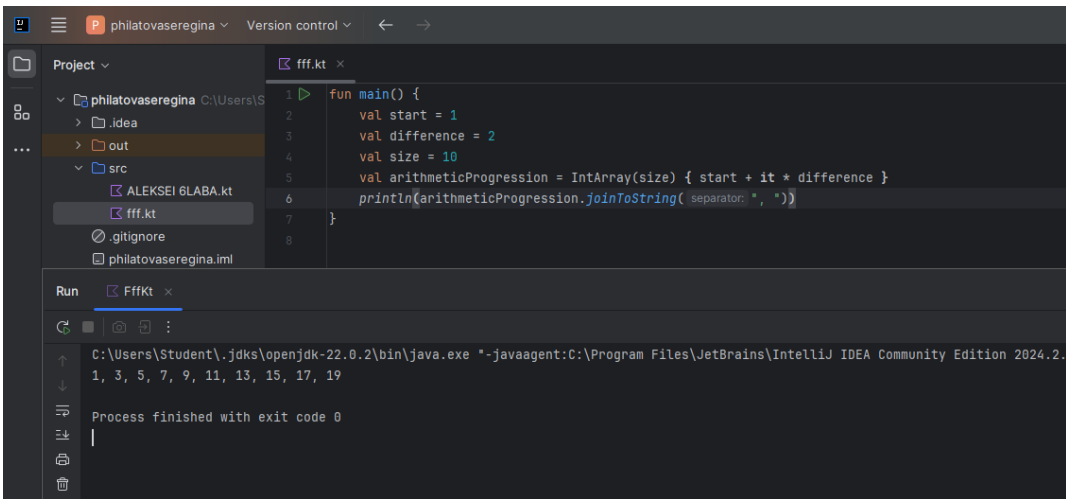 P philatovaseregina Version control
Project
fff.kt
philatovaseregina C:\Users\S
.idea
out
src
ALEKSEI 6LABA.kt
fff.kt
.gitignore
philatovaseregina.iml
1 fun main() {
2 val start = 1
3 val difference = 2
4 val size = 10
5 val arithmeticProgression = IntArray(size) { start + it * difference }
6 println(arithmeticProgression.joinToString( separator: ", "))
7 }
8
Run FffKt
C:\Users\Student\.jdks\openjdk-22.0.2\bin\java.exe "-javaagent:C:\Program Files\JetBrains\IntelliJ IDEA Community Edition 2024.2.
1, 3, 5, 7, 9, 11, 13, 15, 17, 19
Process finished with exit code 0